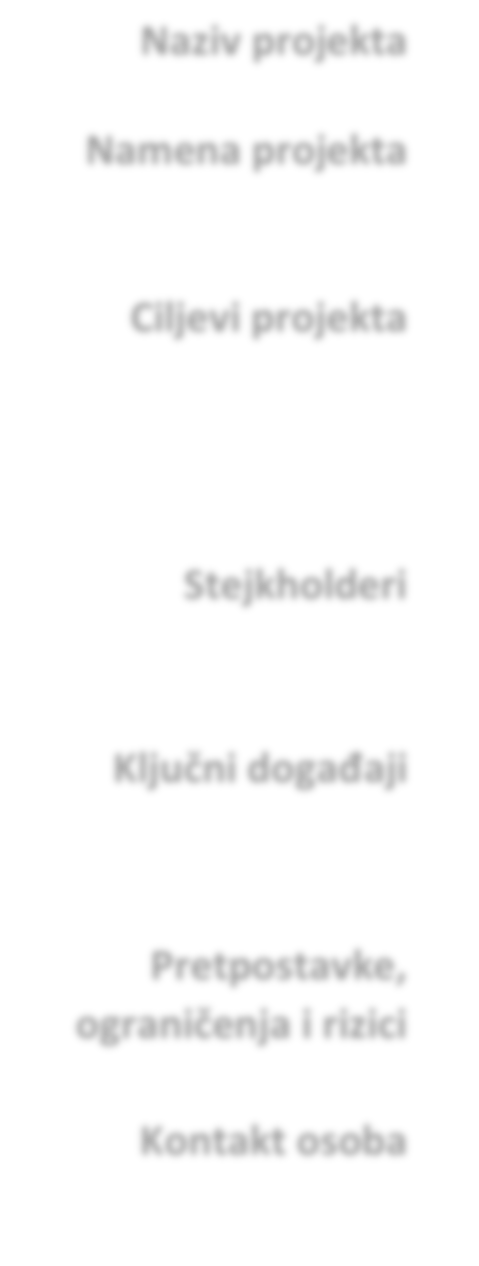 Naziv projekta
Namena projekta
Ciljevi projekta
Stejkholderi
Ključni događaji
Pretpostavke,
ograničenja i rizici
Kontakt osoba